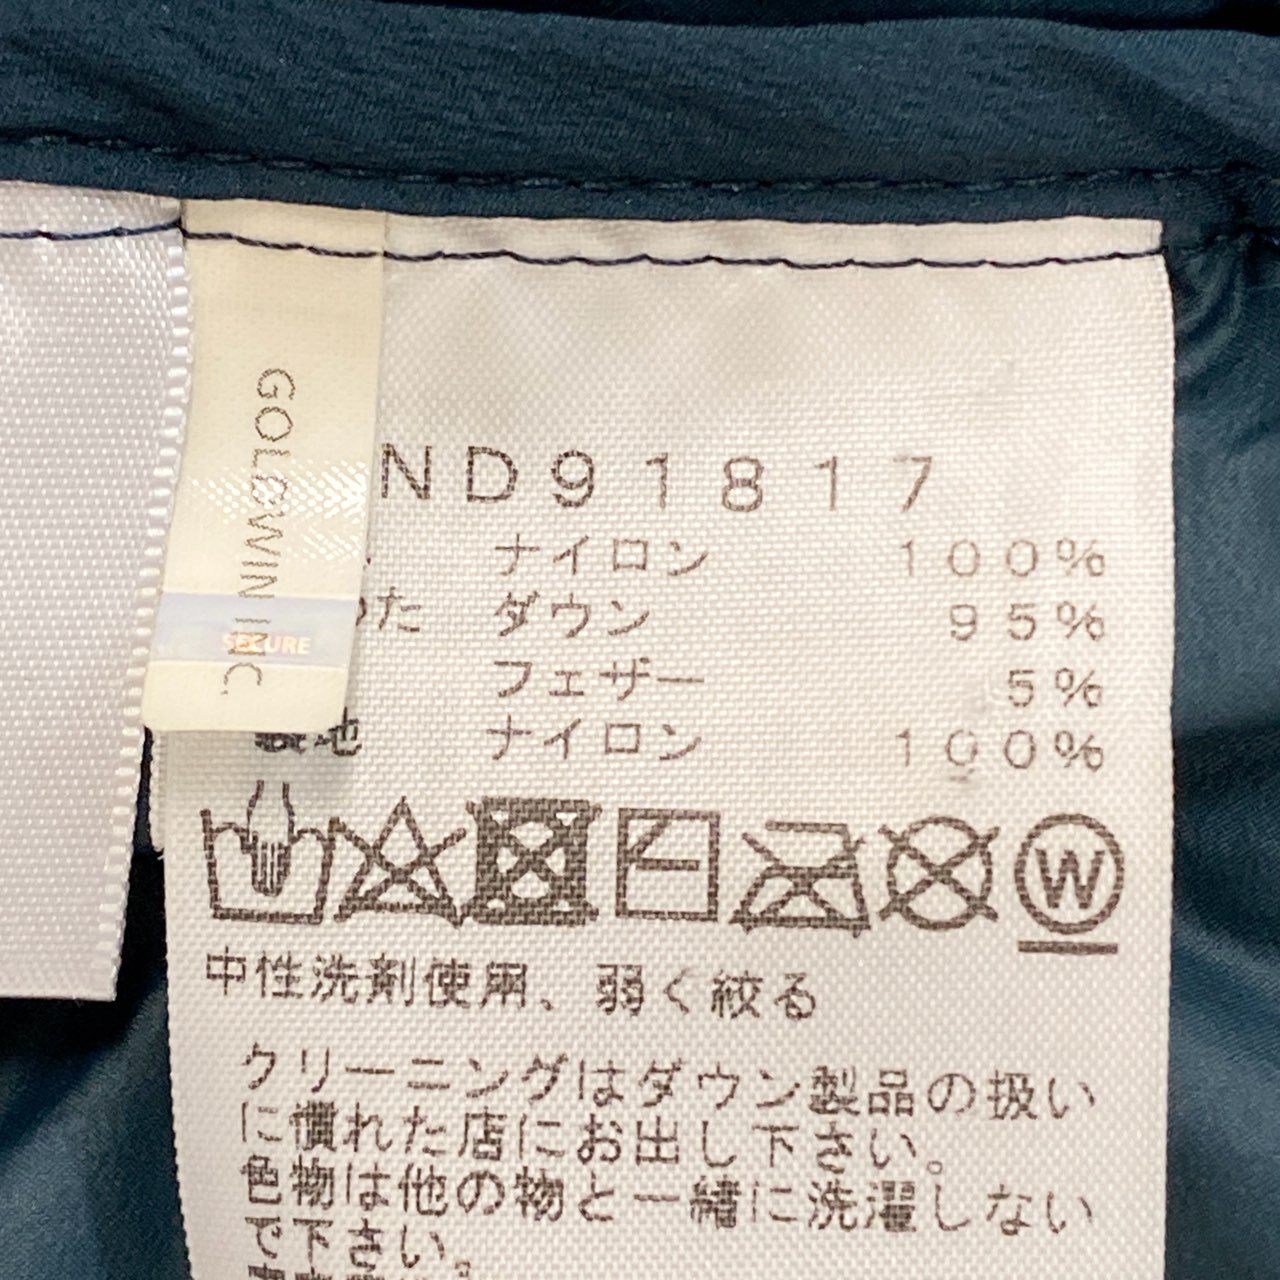 GOLDWIN INC.
SECURE
ND91817
ナイロン 100%
わた ダウン 95%
フェザー 5%
裏地 ナイロン 100%
W
中性洗剤使用、弱く絞る
クリーニングはダウン製品の扱い
に慣れた店にお出し下さい。
色物は他の物と一緒に洗濯しない
で下さい。